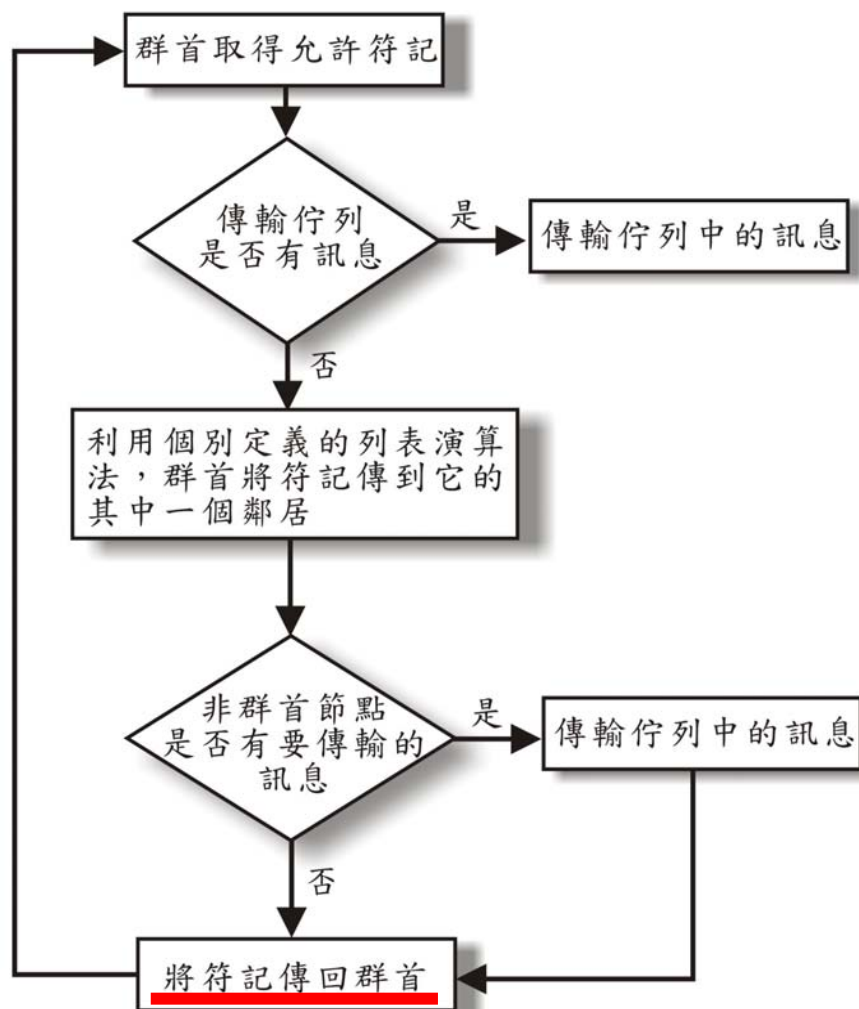 群首取得允許符記
傳輸佇列
是否有訊息
是
傳輸佇列中的訊息
否
利用個別定義的列表演算
法，群首將符記傳到它的
其中一個鄰居
非群首節點
是否有要傳輸的
訊息
是
傳輸佇列中的訊息
否
將符記傳回群首